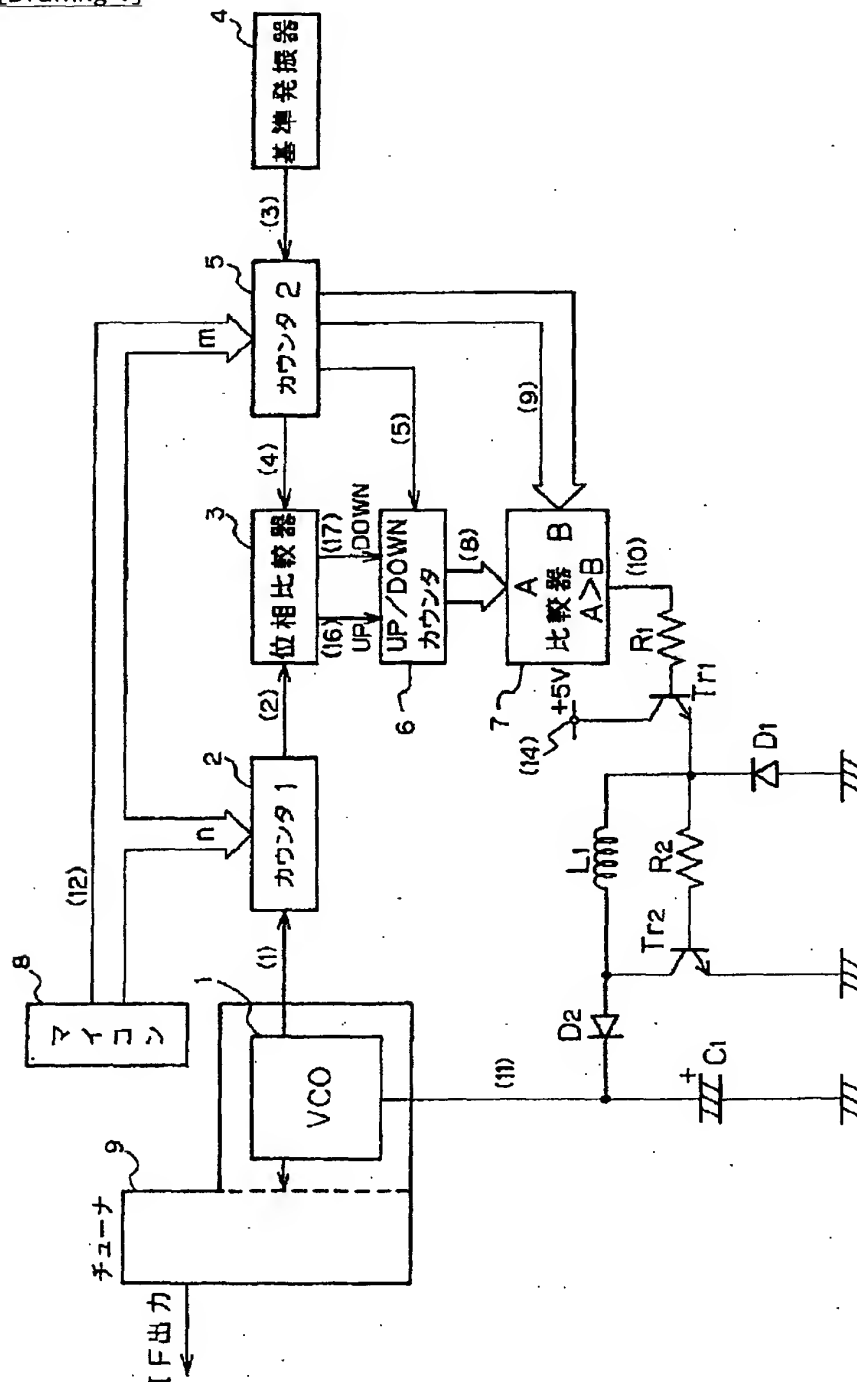 4
基準発振器
(3)
5
カウンタ 2
m
(12)
(4)
(5)
(9)
3
位相比較器
(16)
UP
(17)
DOWN
UP/DOWN
カウンタ
6
(8)
A
B
比較器
A>B
7
(10)
R1
+5V
(14)
Tr1
D1
L1
R2
Tr2
D2
C1
+
(11)
(2)
2
カウンタ 1
n
(1)
8
マイコン
1
VCO
9
チューナ
IF出力